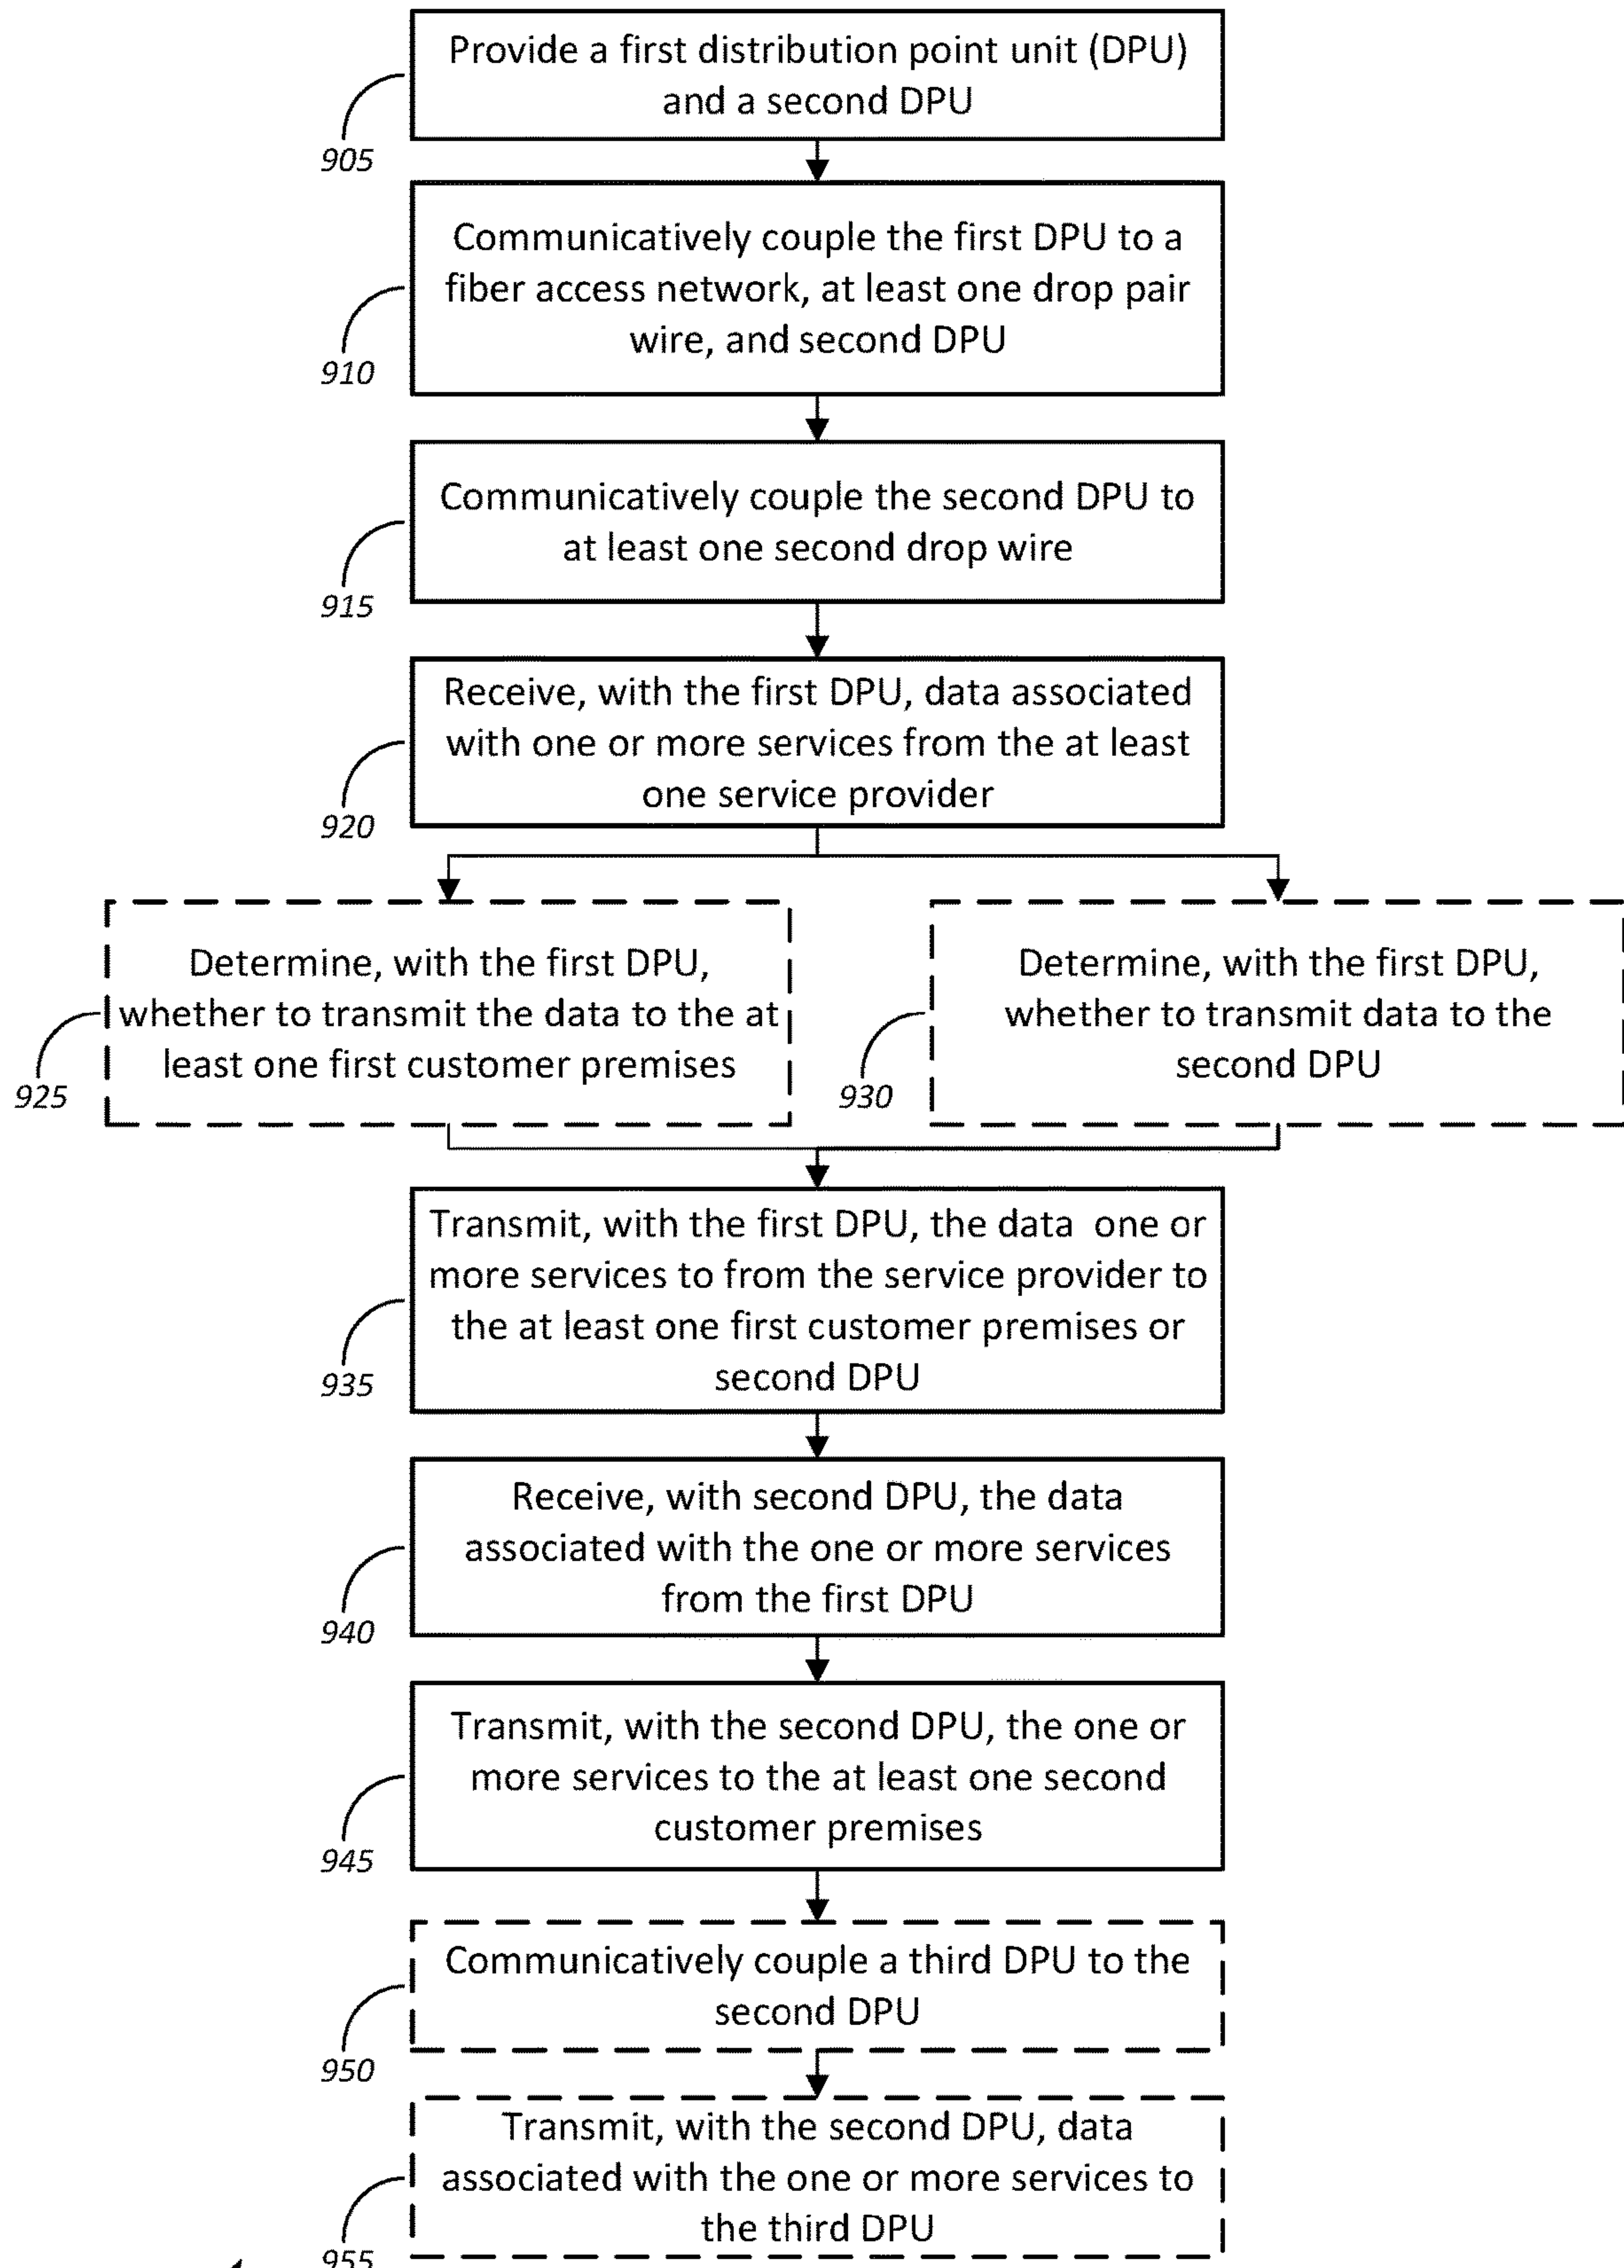 Provide a first distribution point unit (DPU)
and a second DPU
905
Communicatively couple the first DPU to a
fiber access network, at least one drop pair
wire, and second DPU
910
Communicatively couple the second DPU to
at least one second drop wire
915
Receive, with the first DPU, data associated
with one or more services from the at least
one service provider
920
Determine, with the first DPU,
whether to transmit the data to the at
least one first customer premises
925
Determine, with the first DPU,
whether to transmit data to the
second DPU
930
Transmit, with the first DPU, the data one or
more services to from the service provider to
the at least one first customer premises or
second DPU
935
Receive, with second DPU, the data
associated with the one or more services
from the first DPU
940
Transmit, with the second DPU, the one or
more services to the at least one second
customer premises
945
Communicatively couple a third DPU to the
second DPU
950
Transmit, with the second DPU, data
associated with the one or more services to
the third DPU
955